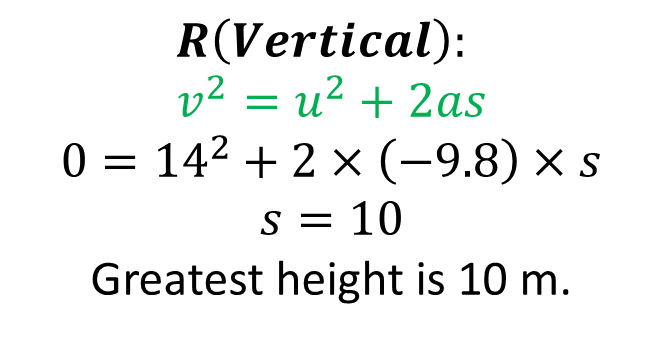 R(Vertical):
v² = u² + 2as
0 = 14² + 2 × (−9.8) × s
s = 10
Greatest height is 10 m.